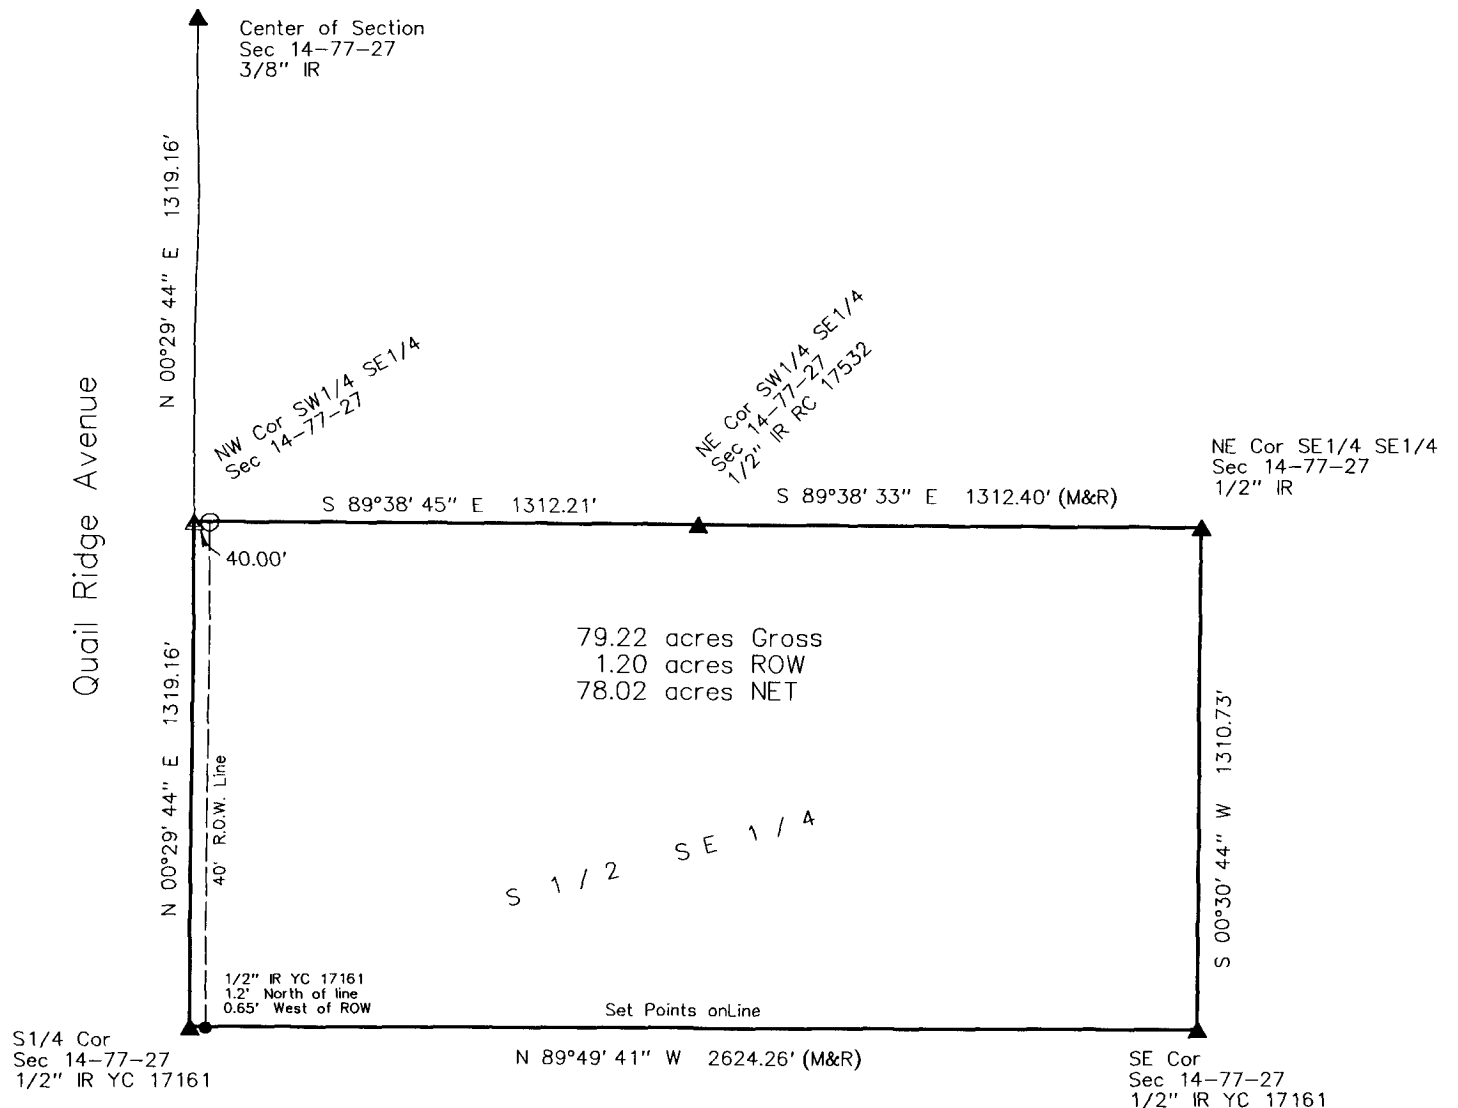 Center of Section
Sec 14-77-27
3/8" IR
N 00°29' 44" E 1319.16'
Quail Ridge Avenue
NW Cor SW1/4 SE1/4
Sec 14-77-27
NE Cor SW1/4 SE1/4
Sec 14-77-27
1/2" IR RC 17532
NE Cor SE1/4 SE1/4
Sec 14-77-27
1/2" IR
S 89°38' 45" E 1312.21'
S 89°38' 33" E 1312.40' (M&R)
40.00'
79.22 acres Gross
1.20 acres ROW
78.02 acres NET
N 00°29' 44" E 1319.16'
40' R.O.W. Line
S 00°30' 44" W 1310.73'
S 1/2 SE 1/4
1/2" IR YC 17161
1.2' North of line
0.65' West of ROW
Set Points onLine
S1/4 Cor
Sec 14-77-27
1/2" IR YC 17161
N 89°49' 41" W 2624.26' (M&R)
SE Cor
Sec 14-77-27
1/2" IR YC 17161